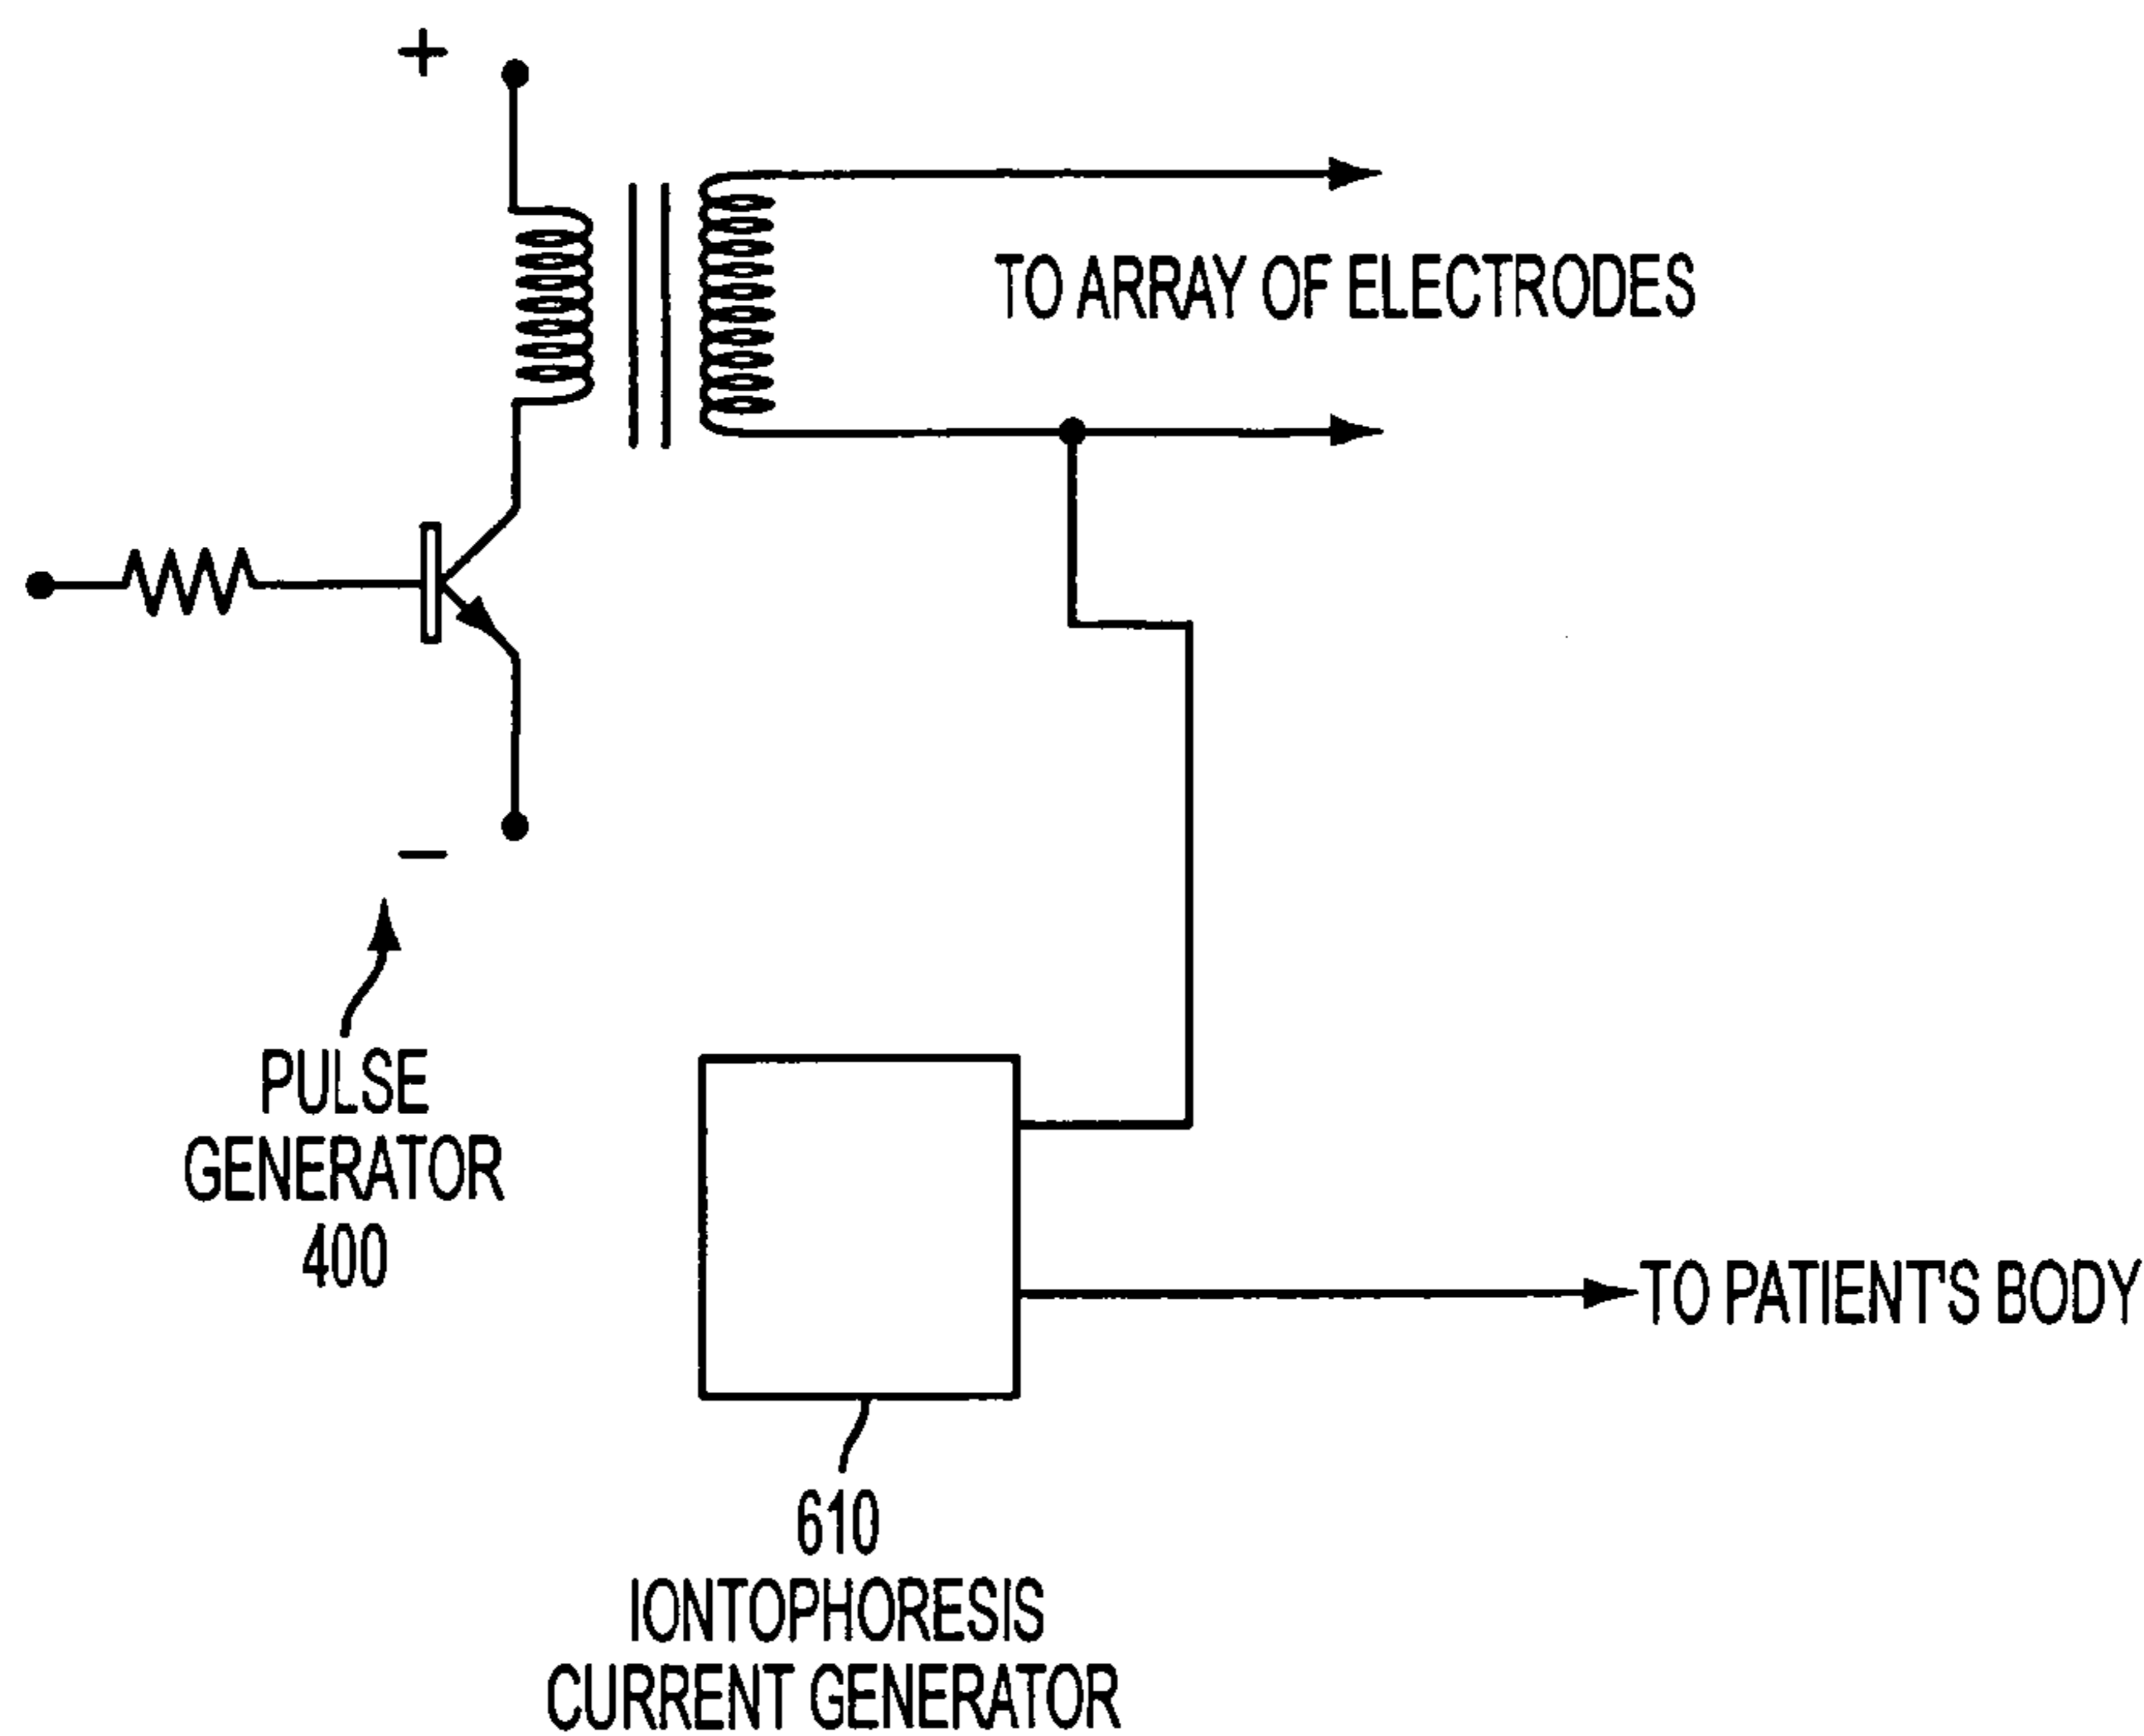 +
TO ARRAY OF ELECTRODES
−
PULSE
GENERATOR
400
TO PATIENT'S BODY
610
IONTOPHORESIS
CURRENT GENERATOR